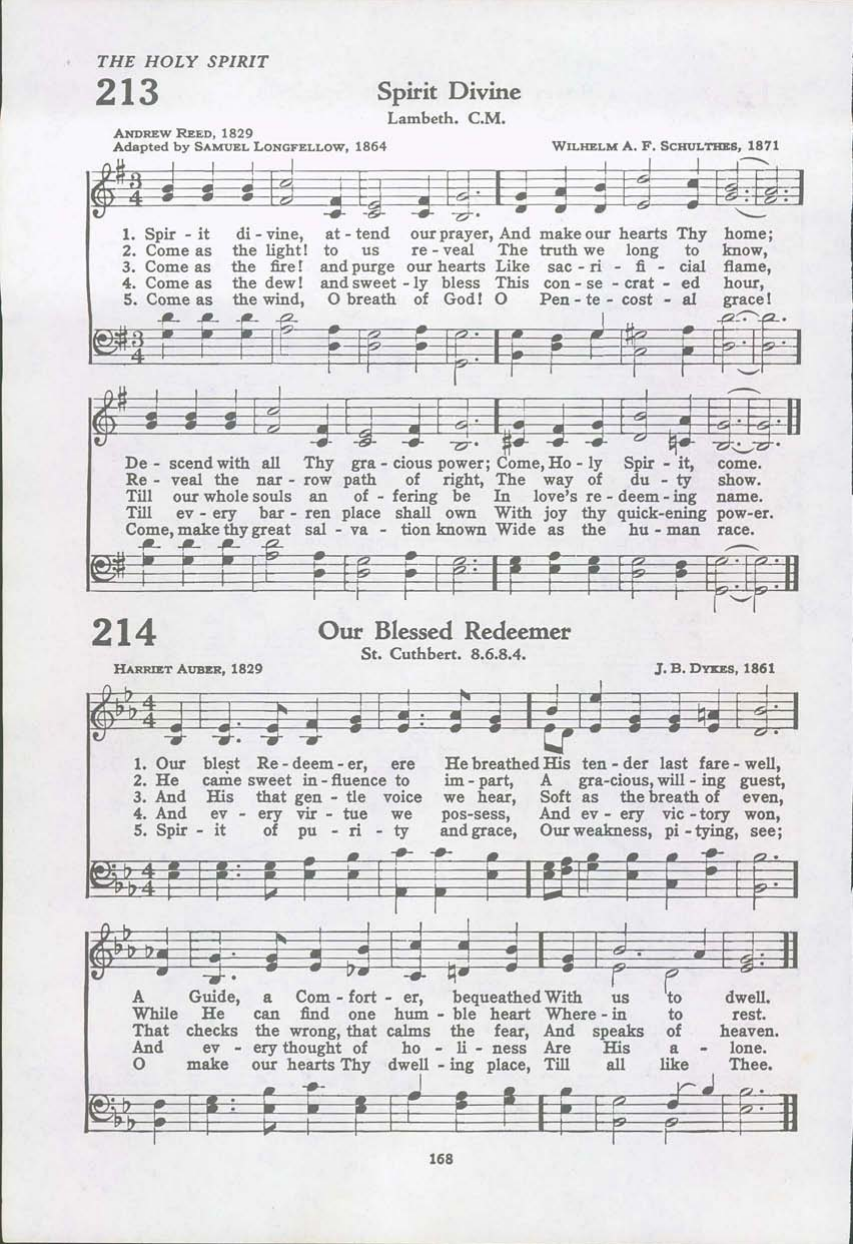 THE HOLY SPIRIT
213 Spirit Divine
Lambeth. C.M.
ANDREW REED, 1829
Adapted by SAMUEL LONGFELLOW, 1864 WILHELM A. F. SCHULTHES, 1871
3 4
1. Spir - it di - vine, at - tend our prayer, And make our hearts Thy home;
2. Come as the light! to us re - veal The truth we long to know,
3. Come as the fire! and purge our hearts Like sac - ri - fi - cial flame,
4. Come as the dew! and sweet - ly bless This con - se - crat - ed hour,
5. Come as the wind, O breath of God! O Pen - te - cost - al grace!
3 4
De - scend with all Thy gra - cious power; Come, Ho - ly Spir - it, come.
Re - veal the nar - row path of right, The way of du - ty show.
Till our whole souls an of - fering be In love's re - deem - ing name.
Till ev - ery bar - ren place shall own With joy thy quick-ening pow-er.
Come, make thy great sal - va - tion known Wide as the hu - man race.
214 Our Blessed Redeemer
St. Cuthbert. 8.6.8.4.
HARRIET AUBER, 1829 J. B. DYKES, 1861
4 4
1. Our blest Re - deem - er, ere He breathed His ten - der last fare - well,
2. He came sweet in - fluence to im - part, A gra-cious, will - ing guest,
3. And His that gen - tle voice we hear, Soft as the breath of even,
4. And ev - ery vir - tue we pos-sess, And ev - ery vic - tory won,
5. Spir - it of pu - ri - ty and grace, Our weakness, pi - tying, see;
4 4
A Guide, a Com - fort - er, bequeathed With us to dwell.
While He can find one hum - ble heart Where - in to rest.
That checks the wrong, that calms the fear, And speaks of heaven.
And ev - ery thought of ho - li - ness Are His a - lone.
O make our hearts Thy dwell - ing place, Till all like Thee.
168